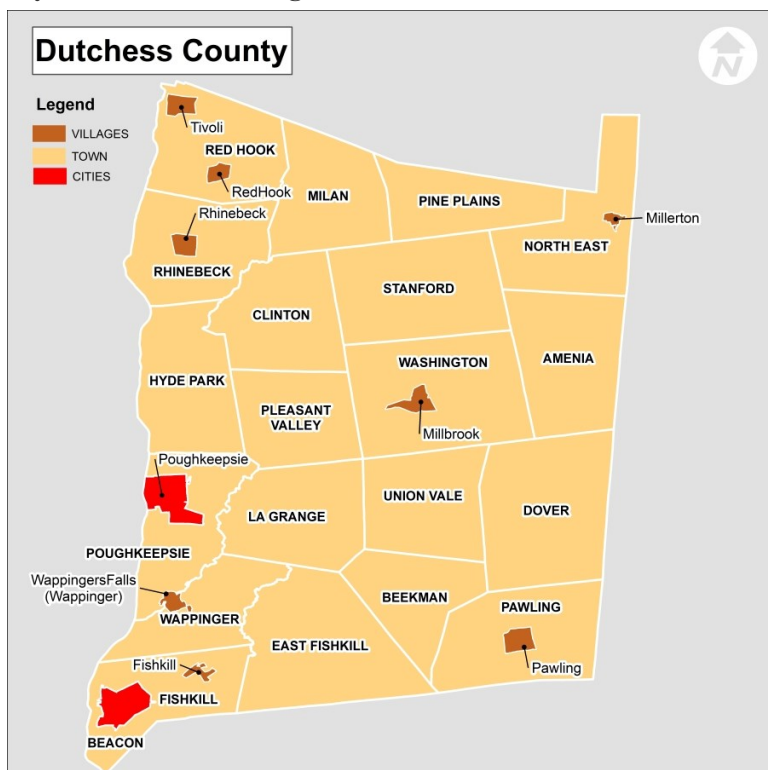 Dutchess County
N
Legend
VILLAGES
TOWN
CITIES
Tivoli
RED HOOK
RedHook
MILAN
PINE PLAINS
Rhinebeck
Millerton
NORTH EAST
RHINEBECK
STANFORD
CLINTON
WASHINGTON
AMENIA
HYDE PARK
PLEASANT
VALLEY
Millbrook
Poughkeepsie
UNION VALE
LA GRANGE
DOVER
POUGHKEEPSIE
WappingersFalls
(Wappinger)
BEEKMAN
PAWLING
WAPPINGER
EAST FISHKILL
Fishkill
Pawling
FISHKILL
BEACON